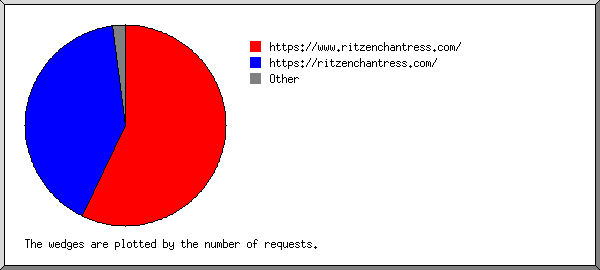 https://www.ritzenchantress.com/
https://ritzenchantress.com/
Other
The wedges are plotted by the number of requests.